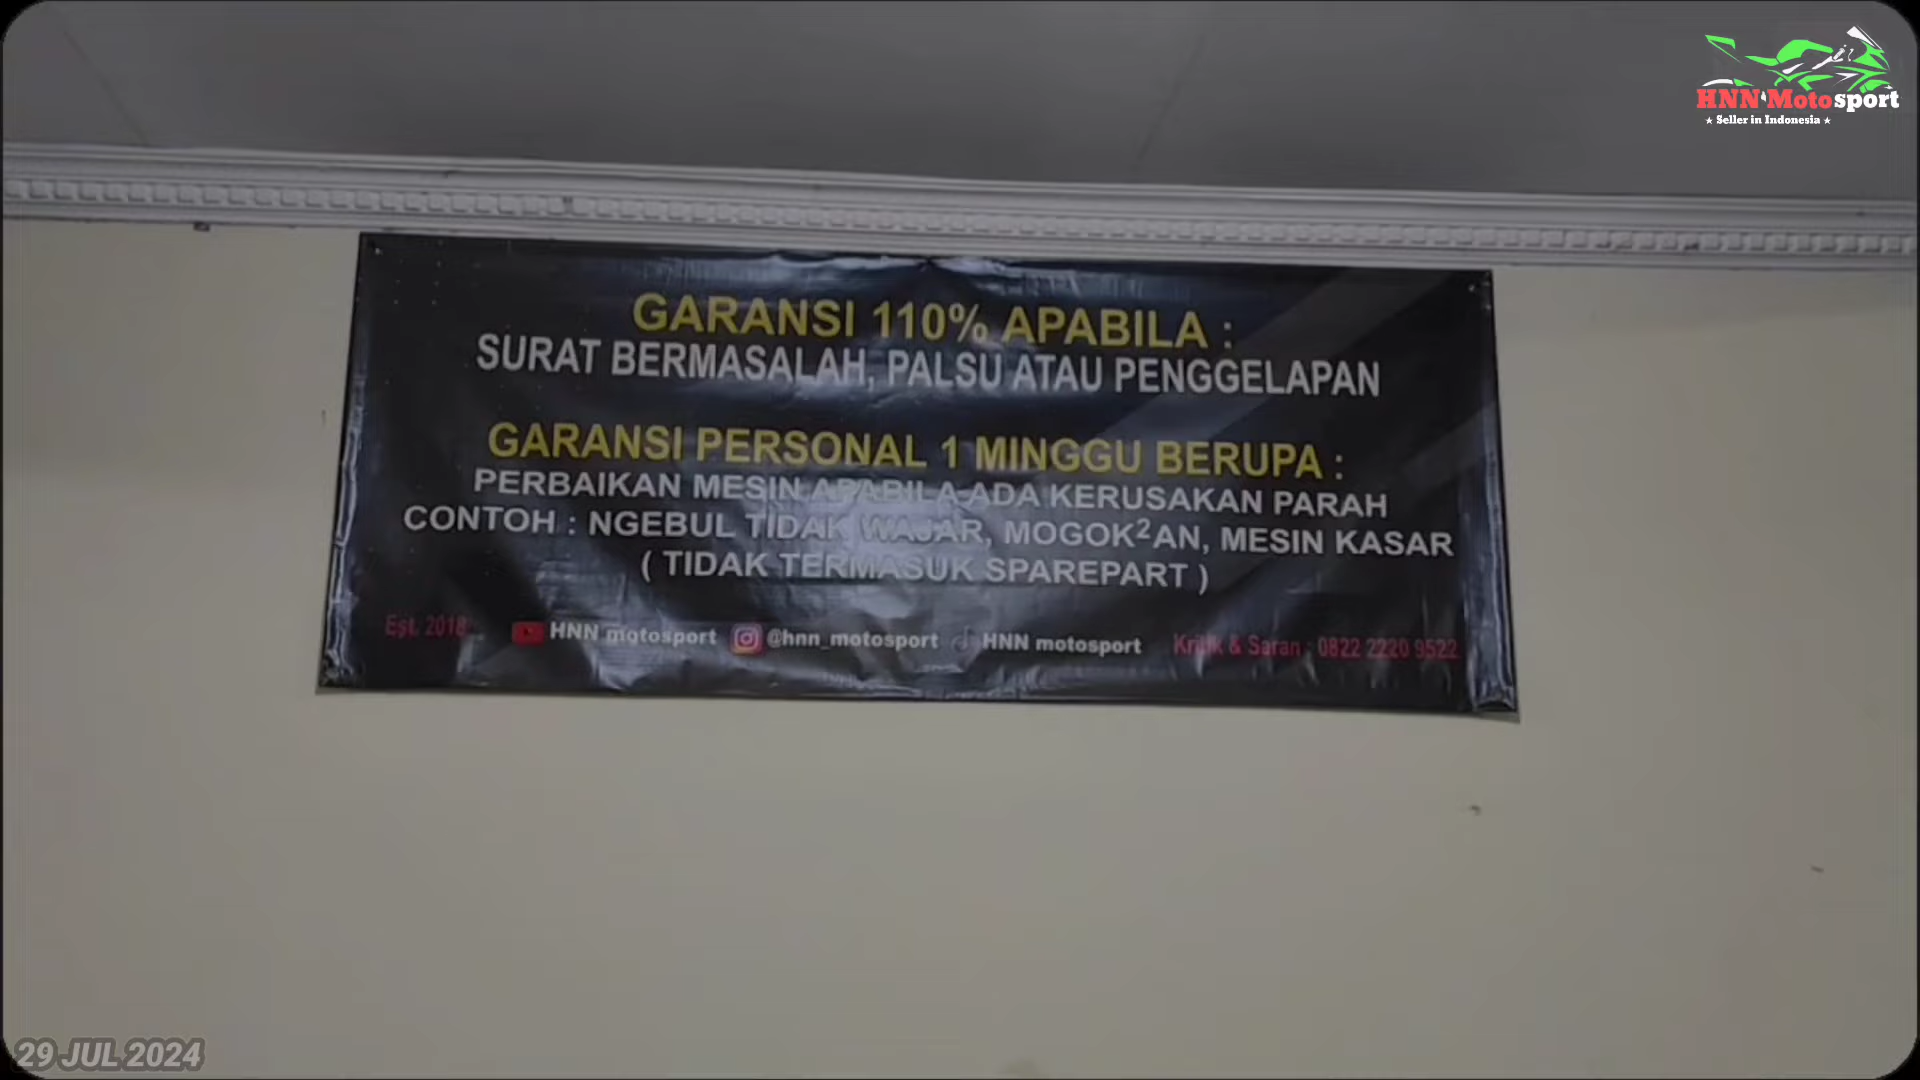 HNN Motosport
★ Seller in Indonesia ★
GARANSI 110% APABILA :
SURAT BERMASALAH, PALSU ATAU PENGGELAPAN
GARANSI PERSONAL 1 MINGGU BERUPA :
PERBAIKAN MESIN APABILA ADA KERUSAKAN PARAH
CONTOH : NGEBUL TIDAK WAJAR, MOGOK²AN, MESIN KASAR
( TIDAK TERMASUK SPAREPART )
Est. 2018 HNN motosport @hnn_motosport HNN motosport Kritik & Saran : 0822 2220 9522
29 JUL 2024